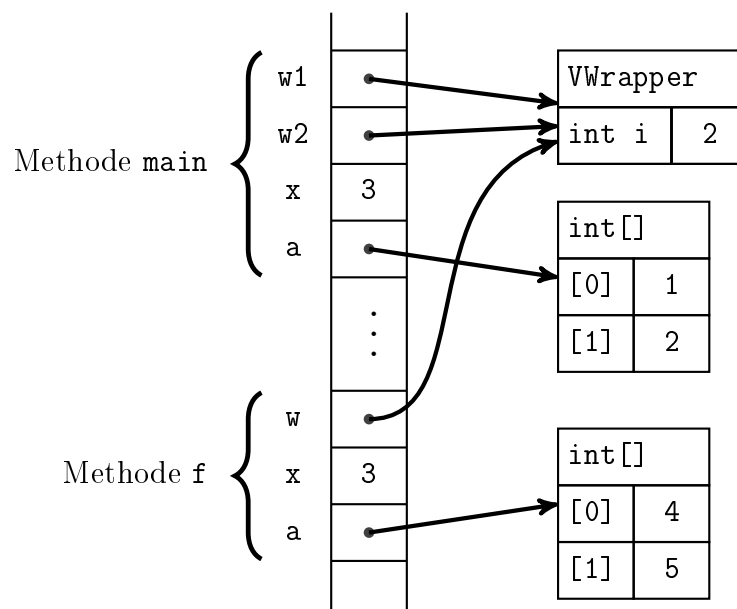 w1
VWrapper
w2
int i 2
Methode main
x 3
a
int[]
[0] 1
[1] 2
w
Methode f
x 3
a
int[]
[0] 4
[1] 5